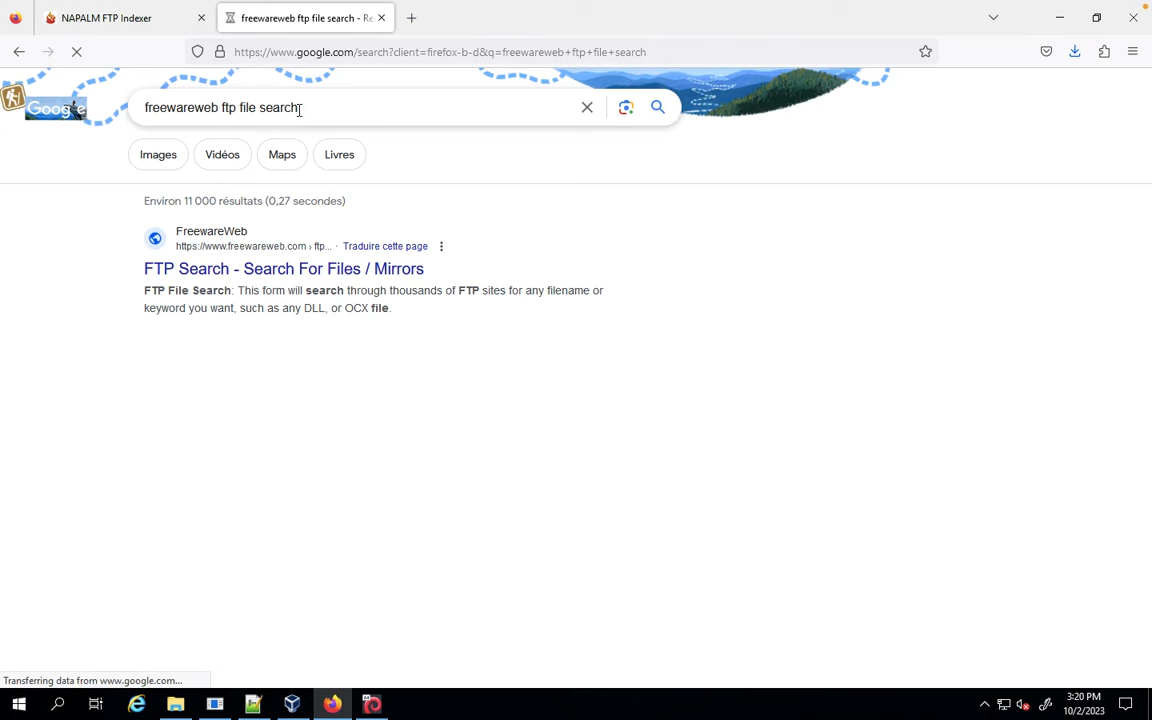 NAPALM FTP Indexer
freewareweb ftp file search - Re
https://www.google.com/search?client=firefox-b-d&q=freewareweb+ftp+file+search
Google
freewareweb ftp file search
Images
Vidéos
Maps
Livres
Environ 11 000 résultats (0,27 secondes)
FreewareWeb
https://www.freewareweb.com › ftp... · Traduire cette page
FTP Search - Search For Files / Mirrors
FTP File Search: This form will search through thousands of FTP sites for any filename or
keyword you want, such as any DLL, or OCX file.
Transferring data from www.google.com...
3:20 PM
10/2/2023